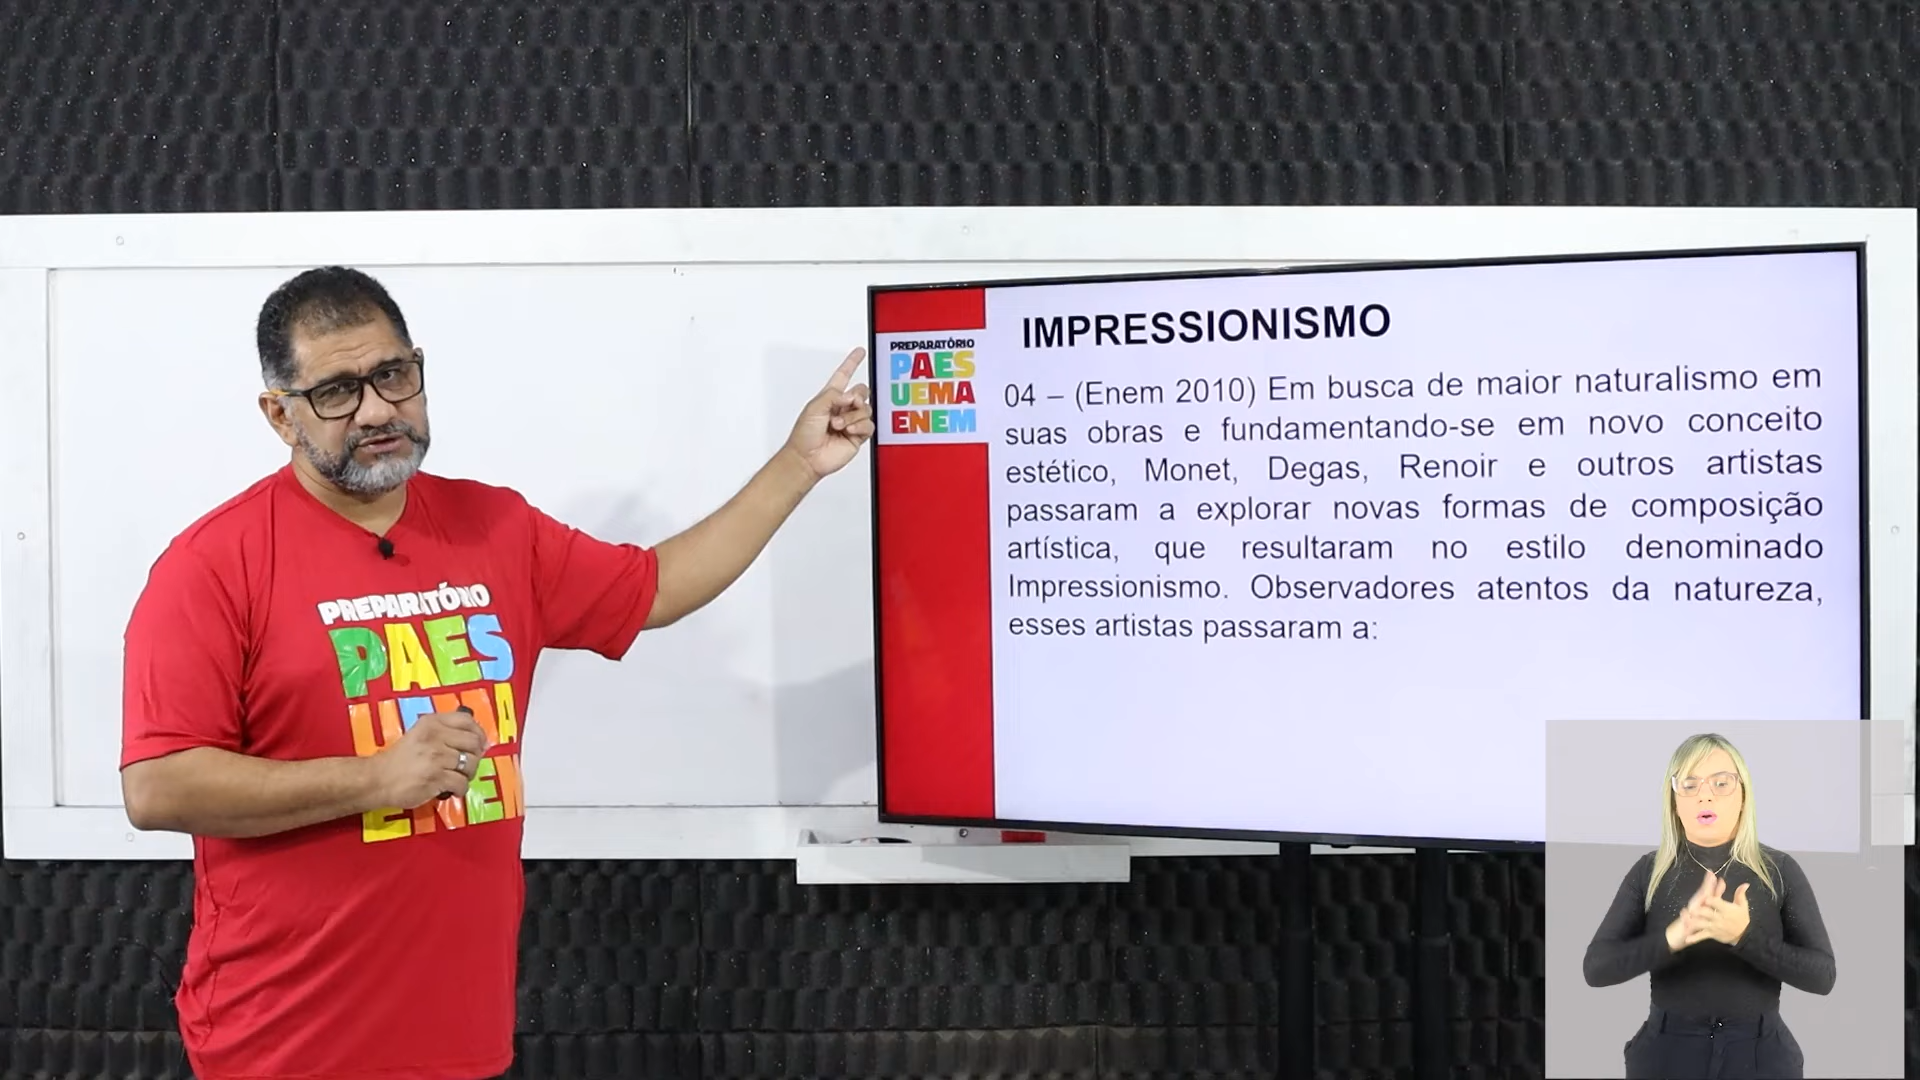 PREPARATÓRIO
PAES
UEMA
ENEM
IMPRESSIONISMO
04 – (Enem 2010) Em busca de maior naturalismo em
suas obras e fundamentando-se em novo conceito
estético, Monet, Degas, Renoir e outros artistas
passaram a explorar novas formas de composição
artística, que resultaram no estilo denominado
Impressionismo. Observadores atentos da natureza,
esses artistas passaram a:
PREPARATÓRIO
PAES
UEMA
ENEM